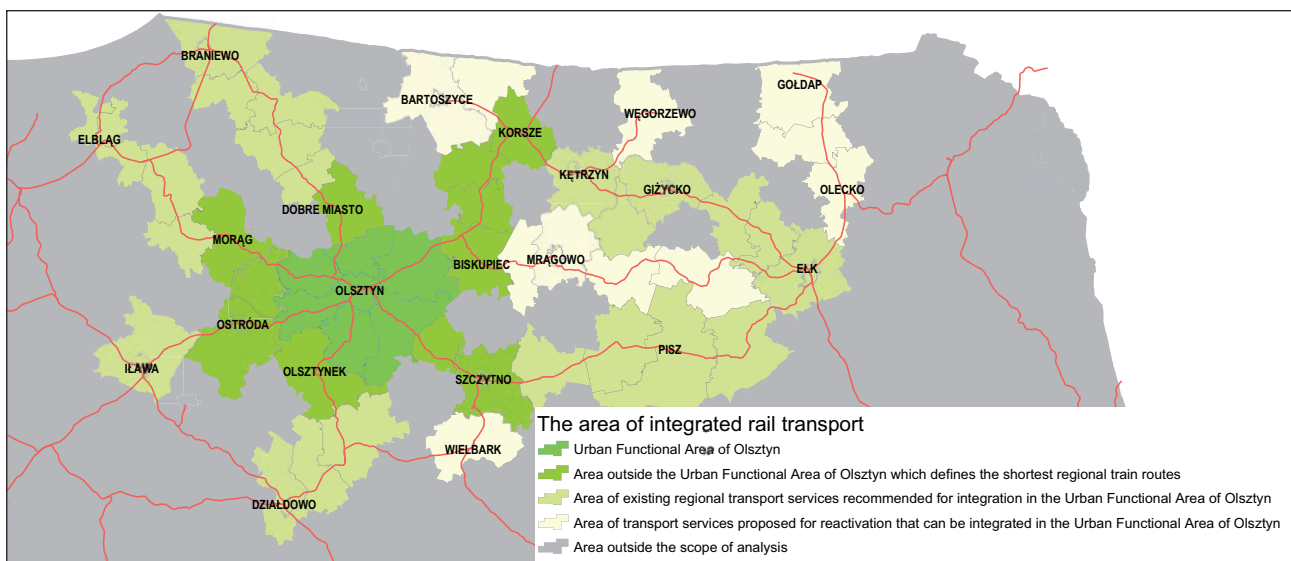 BRANIEWO
BARTOSZYCE
GOŁDAP
WĘGORZEWO
KORSZE
ELBLĄG
KĘTRZYN
GIŻYCKO
OLECKO
DOBRE MIASTO
MORĄG
BISKUPIEC
MRĄGOWO
EŁK
OLSZTYN
OSTRÓDA
PISZ
IŁAWA
OLSZTYNEK
SZCZYTNO
WIELBARK
DZIAŁDOWO
The area of integrated rail transport
Urban Functional Area of Olsztyn
Area outside the Urban Functional Area of Olsztyn which defines the shortest regional train routes
Area of existing regional transport services recommended for integration in the Urban Functional Area of Olsztyn
Area of transport services proposed for reactivation that can be integrated in the Urban Functional Area of Olsztyn
Area outside the scope of analysis